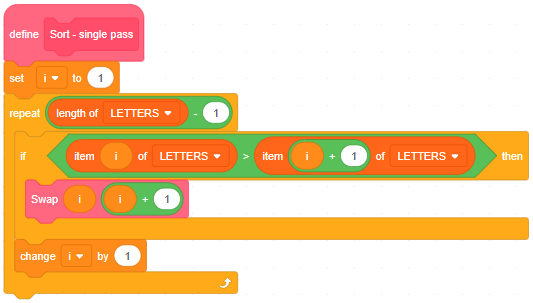 define Sort - single pass
set i to 1
repeat length of LETTERS - 1
if item i of LETTERS > item i + 1 of LETTERS then
Swap i i + 1
change i by 1